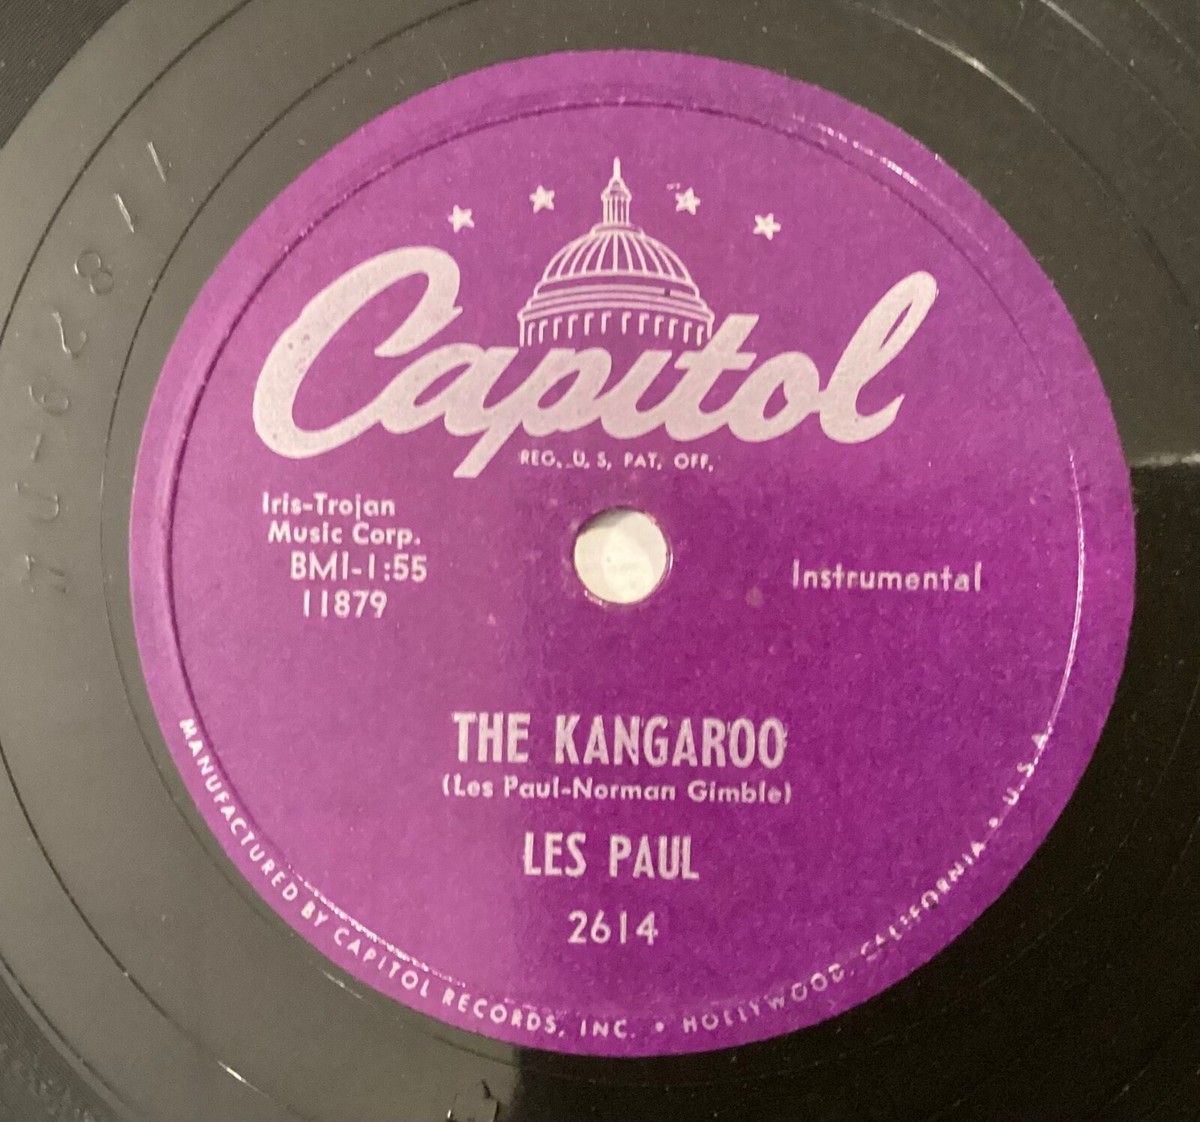 Capitol
REG. U. S. PAT. OFF.
Iris-Trojan
Music Corp.
BMI-1:55
11879
Instrumental
THE KANGAROO
(Les Paul-Norman Gimble)
LES PAUL
2614
MANUFACTURED BY CAPITOL RECORDS, INC. • HOLLYWOOD, CALIFORNIA • U.S.A.